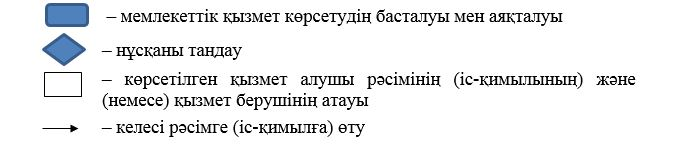 – мемлекеттік қызмет көрсетудің басталуы мен аяқталуы
– нұсқаны таңдау
– көрсетілген қызмет алушы рәсімінің (іс-қимылының) және
(немесе) қызмет берушінің атауы
– келесі рәсімге (іс-қимылға) өту